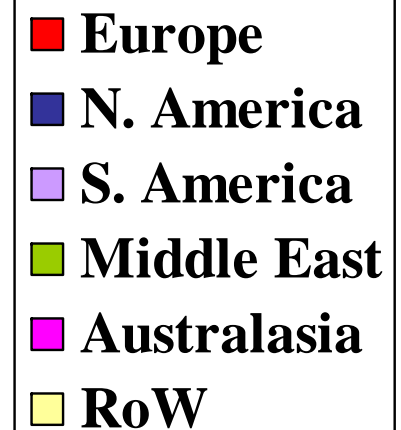 Europe
N. America
S. America
Middle East
Australasia
RoW